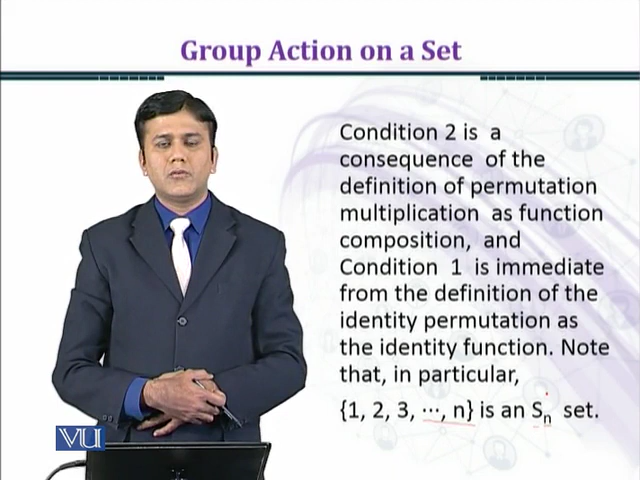 Group Action on a Set
Condition 2 is a
consequence of the
definition of permutation
multiplication as function
composition, and
Condition 1 is immediate
from the definition of the
identity permutation as
the identity function. Note
that, in particular,
{1, 2, 3, ⋯, n} is an Sₙ set.
VU